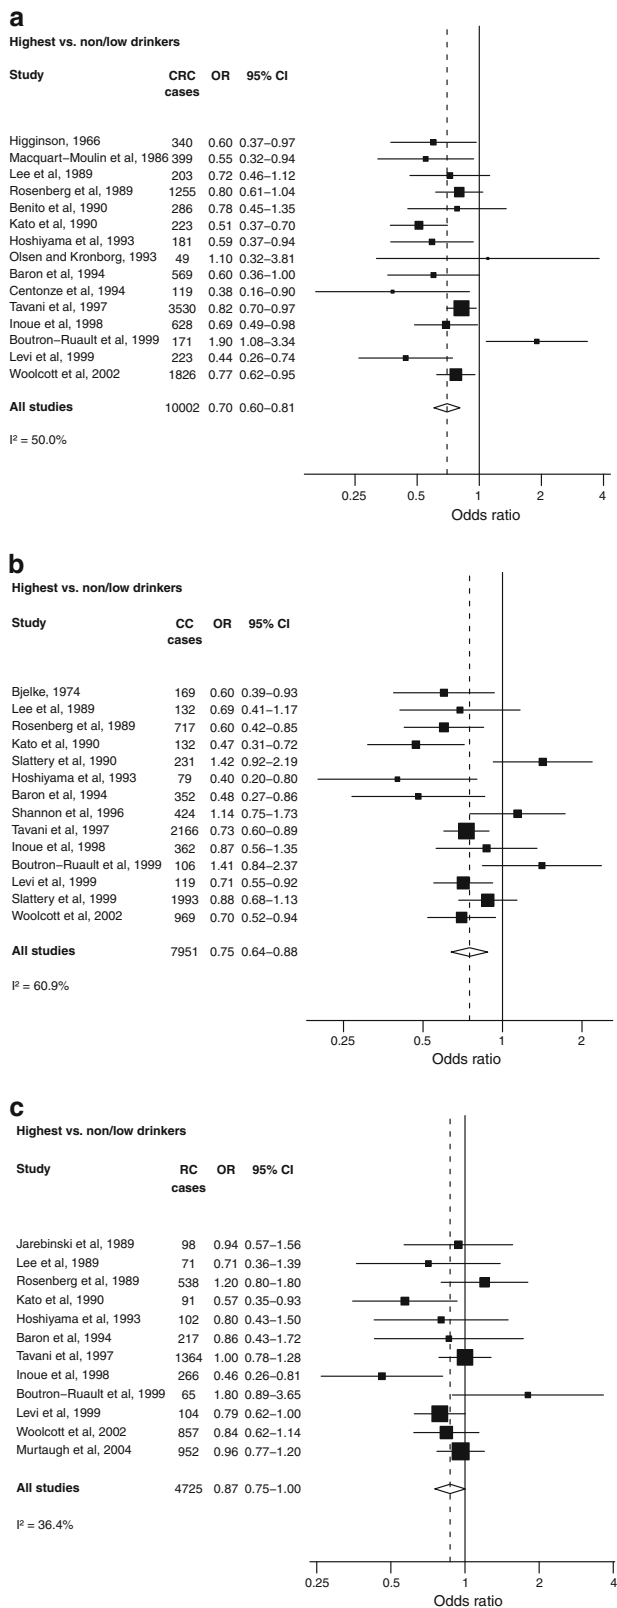 a
Highest vs. non/low drinkers
Study CRC OR 95% CI
cases
Higginson, 1966 340 0.60 0.37–0.97
Macquart–Moulin et al, 1986 399 0.55 0.32–0.94
Lee et al, 1989 203 0.72 0.46–1.12
Rosenberg et al, 1989 1255 0.80 0.61–1.04
Benito et al, 1990 286 0.78 0.45–1.35
Kato et al, 1990 223 0.51 0.37–0.70
Hoshiyama et al, 1993 181 0.59 0.37–0.94
Olsen and Kronborg, 1993 49 1.10 0.32–3.81
Baron et al, 1994 569 0.60 0.36–1.00
Centonze et al, 1994 119 0.38 0.16–0.90
Tavani et al, 1997 3530 0.82 0.70–0.97
Inoue et al, 1998 628 0.69 0.49–0.98
Boutron–Ruault et al, 1999 171 1.90 1.08–3.34
Levi et al, 1999 223 0.44 0.26–0.74
Woolcott et al, 2002 1826 0.77 0.62–0.95
All studies 10002 0.70 0.60–0.81
I² = 50.0%
0.25 0.5 1 2 4
Odds ratio
b
Highest vs. non/low drinkers
Study CC OR 95% CI
cases
Bjelke, 1974 169 0.60 0.39–0.93
Lee et al, 1989 132 0.69 0.41–1.17
Rosenberg et al, 1989 717 0.60 0.42–0.85
Kato et al, 1990 132 0.47 0.31–0.72
Slattery et al, 1990 231 1.42 0.92–2.19
Hoshiyama et al, 1993 79 0.40 0.20–0.80
Baron et al, 1994 352 0.48 0.27–0.86
Shannon et al, 1996 424 1.14 0.75–1.73
Tavani et al, 1997 2166 0.73 0.60–0.89
Inoue et al, 1998 362 0.87 0.56–1.35
Boutron–Ruault et al, 1999 106 1.41 0.84–2.37
Levi et al, 1999 119 0.71 0.55–0.92
Slattery et al, 1999 1993 0.88 0.68–1.13
Woolcott et al, 2002 969 0.70 0.52–0.94
All studies 7951 0.75 0.64–0.88
I² = 60.9%
0.25 0.5 1 2
Odds ratio
c
Highest vs. non/low drinkers
Study RC OR 95% CI
cases
Jarebinski et al, 1989 98 0.94 0.57–1.56
Lee et al, 1989 71 0.71 0.36–1.39
Rosenberg et al, 1989 538 1.20 0.80–1.80
Kato et al, 1990 91 0.57 0.35–0.93
Hoshiyama et al, 1993 102 0.80 0.43–1.50
Baron et al, 1994 217 0.86 0.43–1.72
Tavani et al, 1997 1364 1.00 0.78–1.28
Inoue et al, 1998 266 0.46 0.26–0.81
Boutron–Ruault et al, 1999 65 1.80 0.89–3.65
Levi et al, 1999 104 0.79 0.62–1.00
Woolcott et al, 2002 857 0.84 0.62–1.14
Murtaugh et al, 2004 952 0.96 0.77–1.20
All studies 4725 0.87 0.75–1.00
I² = 36.4%
0.25 0.5 1 2 4
Odds ratio